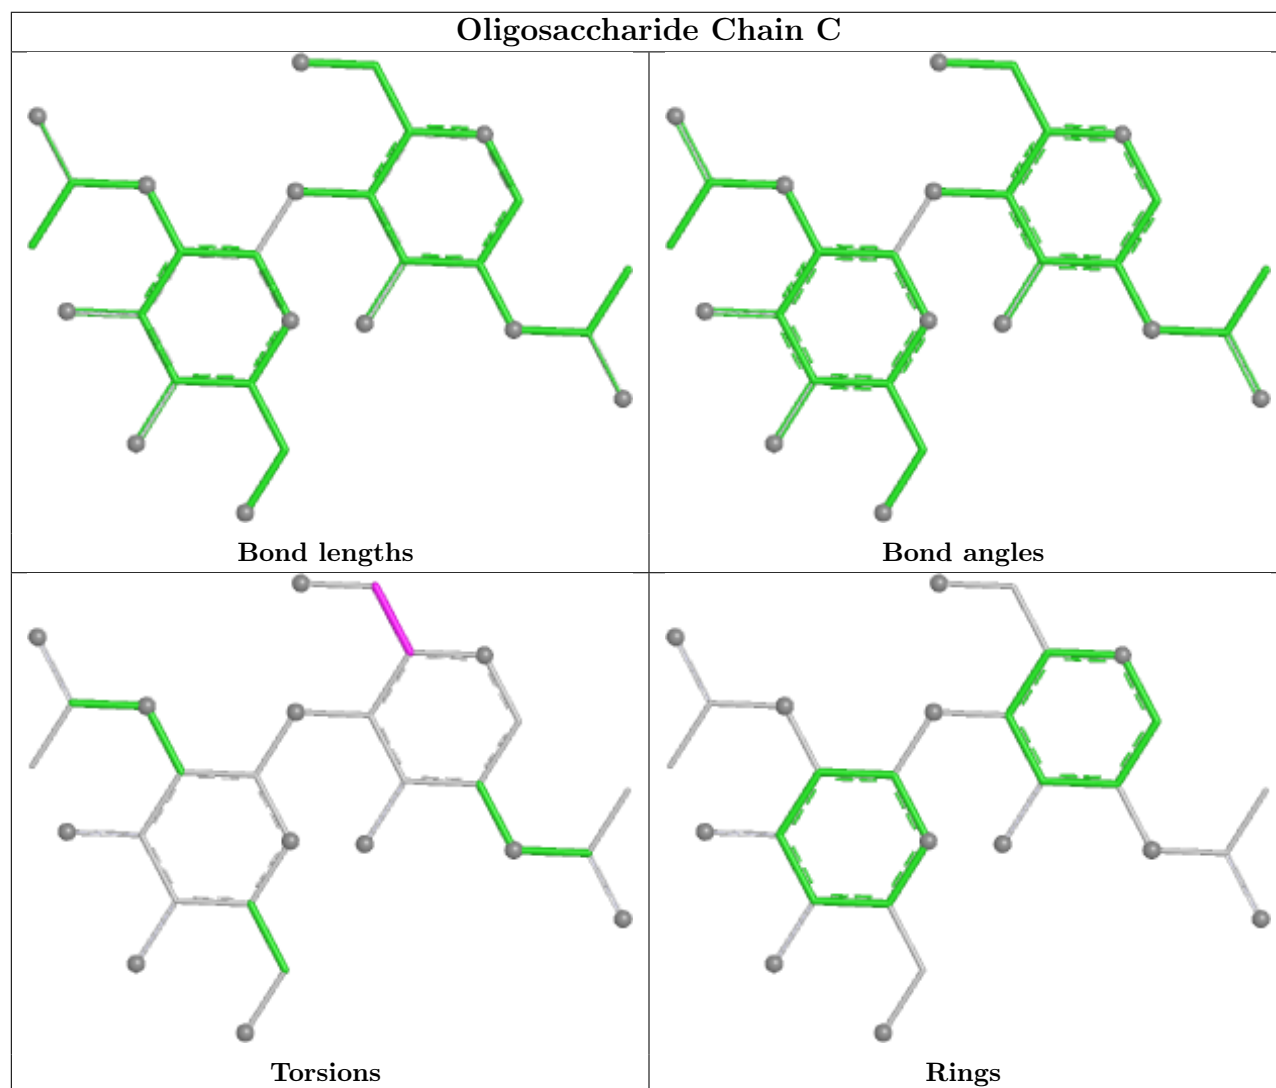 Oligosaccharide Chain C
Bond lengths
Bond angles
Torsions
Rings